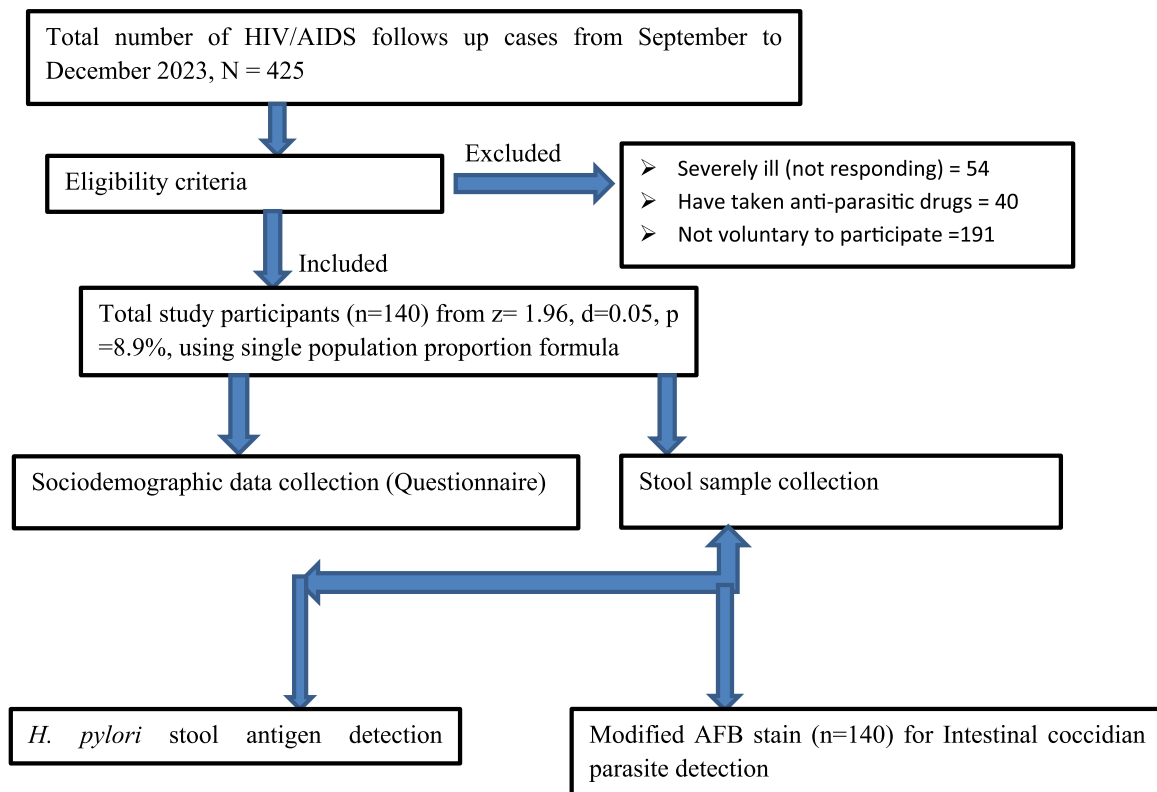 Total number of HIV/AIDS follows up cases from September to
December 2023, N = 425
Excluded
Eligibility criteria
➢ Severely ill (not responding) = 54
➢ Have taken anti-parasitic drugs = 40
➢ Not voluntary to participate =191
Included
Total study participants (n=140) from z= 1.96, d=0.05, p
=8.9%, using single population proportion formula
Sociodemographic data collection (Questionnaire)
Stool sample collection
H. pylori stool antigen detection
Modified AFB stain (n=140) for Intestinal coccidian
parasite detection